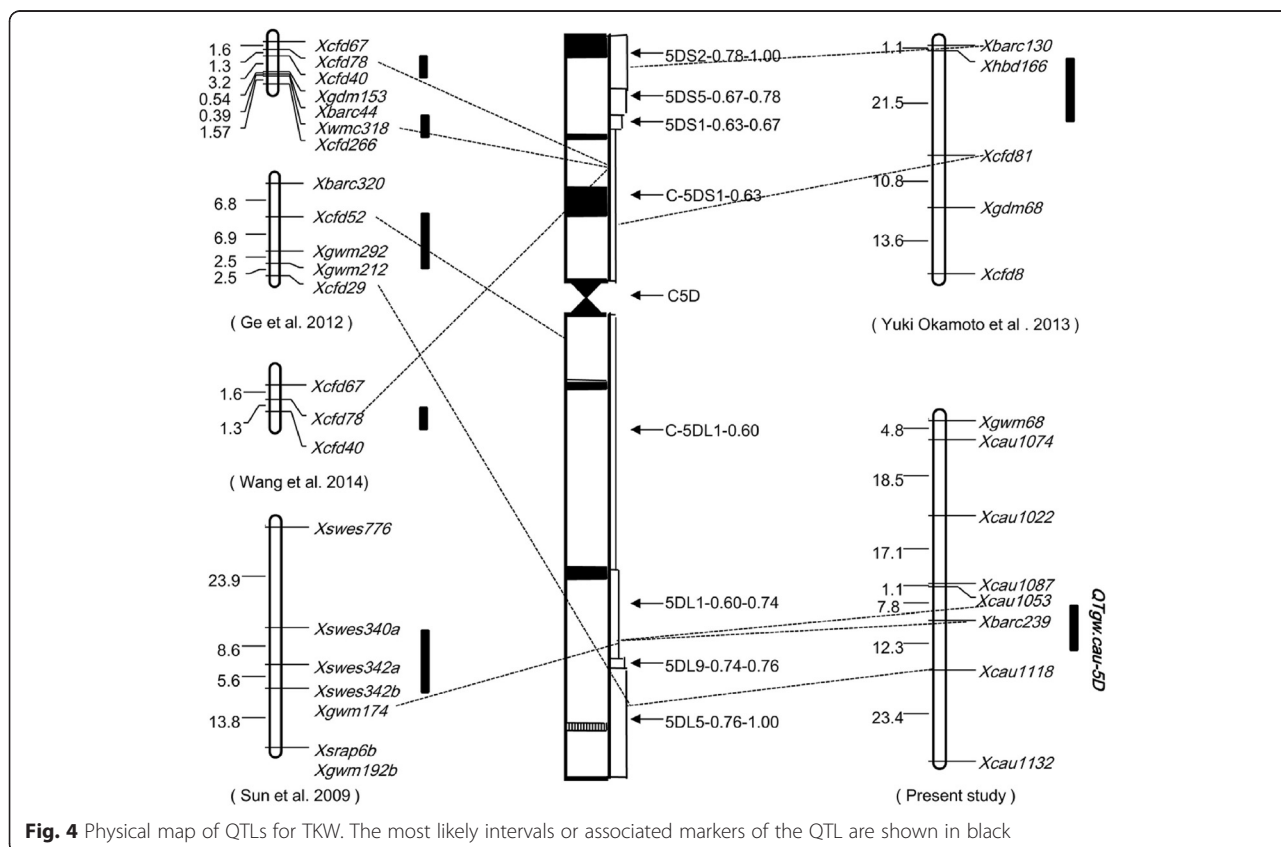 Xcfd67
1.6
Xcfd78
1.3
Xcfd40
3.2
Xgdm153
0.54
Xbarc44
0.39
Xwmc318
1.57
Xcfd266
Xbarc320
6.8
Xcfd52
6.9
Xgwm292
2.5
Xgwm212
2.5
Xcfd29
( Ge et al. 2012 )
Xcfd67
1.6
Xcfd78
1.3
Xcfd40
( Wang et al. 2014)
Xswes776
23.9
Xswes340a
8.6
Xswes342a
5.6
Xswes342b
Xgwm174
13.8
Xsrap6b
Xgwm192b
( Sun et al. 2009 )
5DS2-0.78-1.00
5DS5-0.67-0.78
5DS1-0.63-0.67
C-5DS1-0.63
C5D
C-5DL1-0.60
5DL1-0.60-0.74
5DL9-0.74-0.76
5DL5-0.76-1.00
Xbarc130
1.1
Xhbd166
21.5
Xcfd81
10.8
Xgdm68
13.6
Xcfd8
( Yuki Okamoto et al . 2013 )
Xgwm68
4.8
Xcau1074
18.5
Xcau1022
17.1
Xcau1087
1.1
Xcau1053
7.8
Xbarc239
12.3
Xcau1118
23.4
Xcau1132
QTgw.cau-5D
( Present study )
Fig. 4 Physical map of QTLs for TKW. The most likely intervals or associated markers of the QTL are shown in black